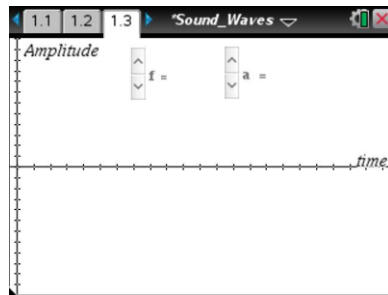 1.1 1.2 1.3 *Sound_Waves
Amplitude
f =
a =
time